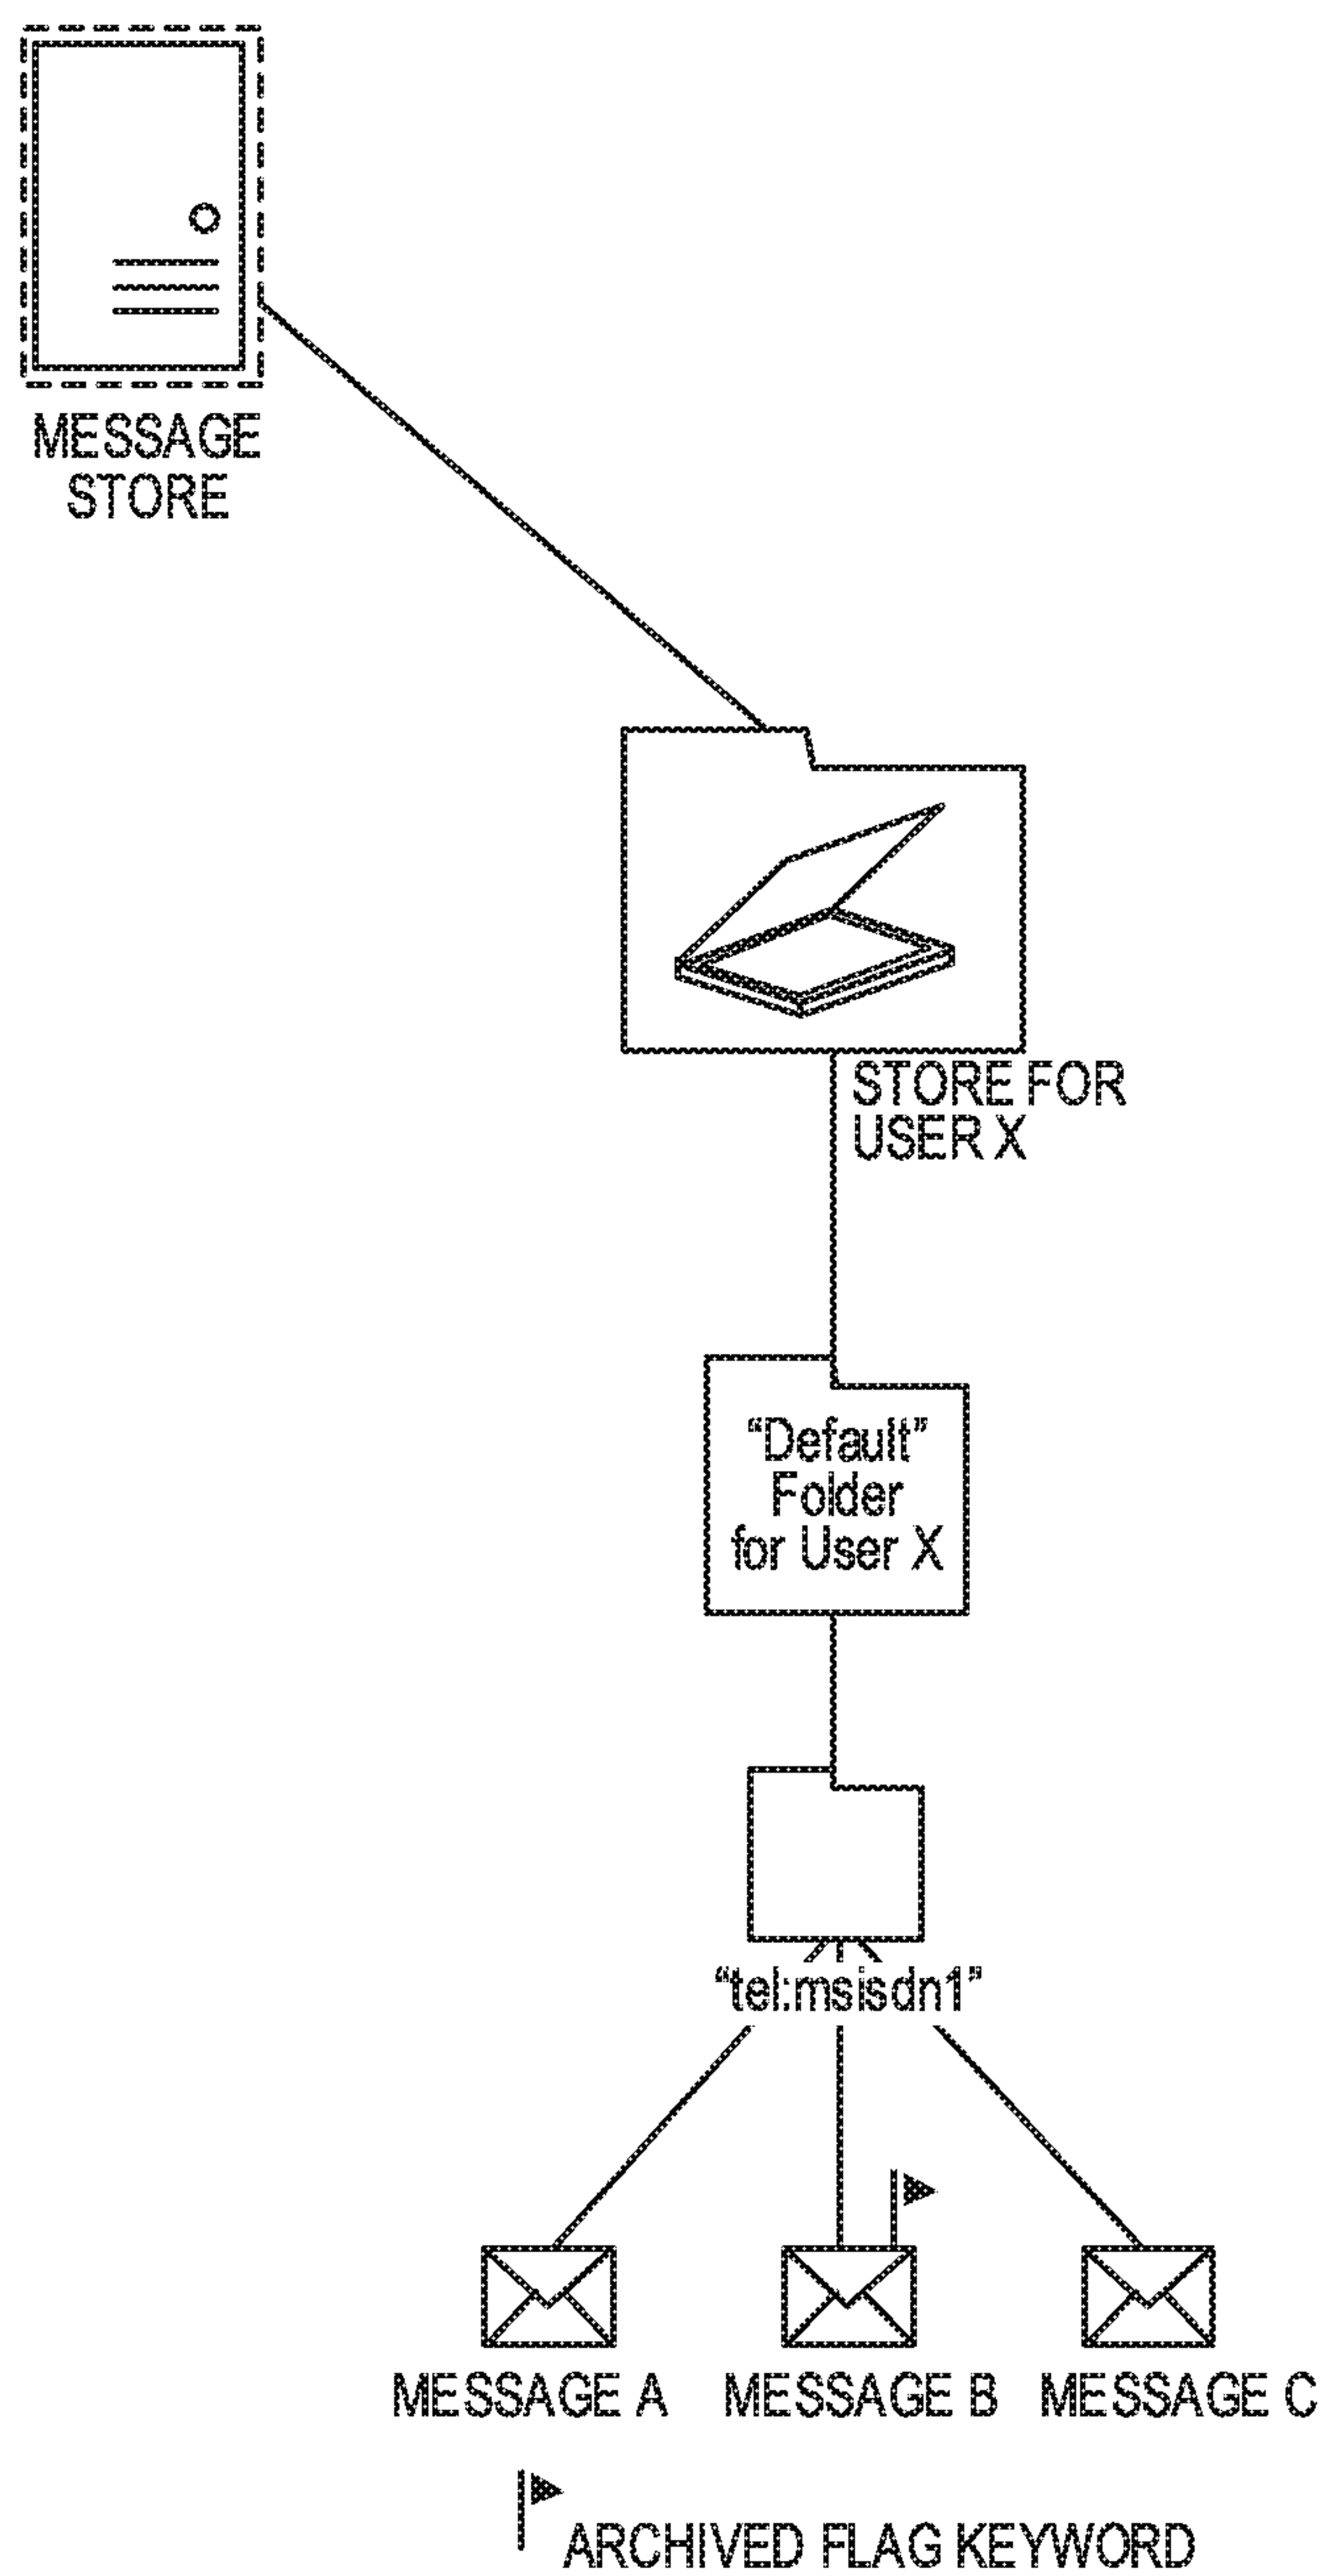 MESSAGE
STORE
STORE FOR
USER X
“Default”
Folder
for User X
“tel:msisdn1”
MESSAGE A MESSAGE B MESSAGE C
ARCHIVED FLAG KEYWORD